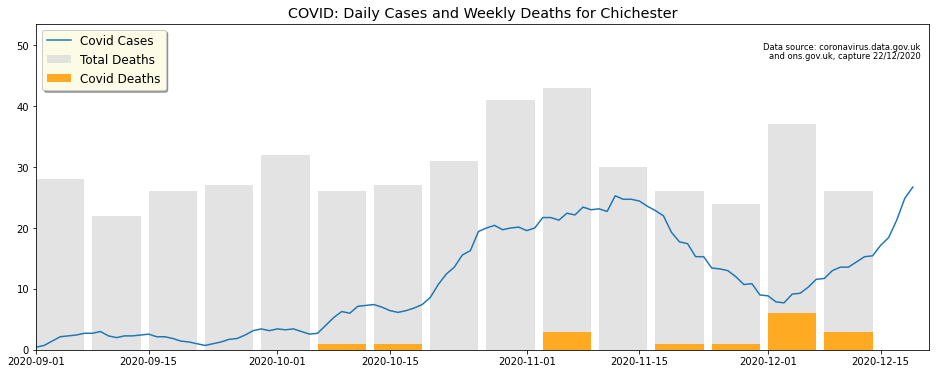 COVID: Daily Cases and Weekly Deaths for Chichester
Covid Cases
Total Deaths
Covid Deaths
Data source: coronavirus.data.gov.uk
and ons.gov.uk, capture 22/12/2020
50
40
30
20
10
0
2020-09-01 2020-09-15 2020-10-01 2020-10-15 2020-11-01 2020-11-15 2020-12-01 2020-12-15